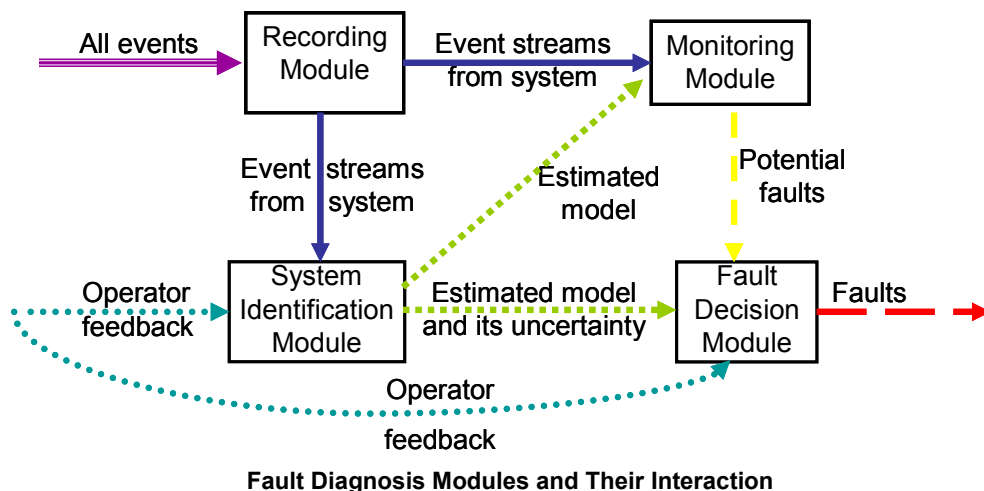 All events
Recording
Module
Event streams
from system
Monitoring
Module
Event streams
from system
Estimated
model
Potential
faults
Operator
feedback
System
Identification
Module
Estimated model
and its uncertainty
Fault
Decision
Module
Faults
Operator
feedback
Fault Diagnosis Modules and Their Interaction